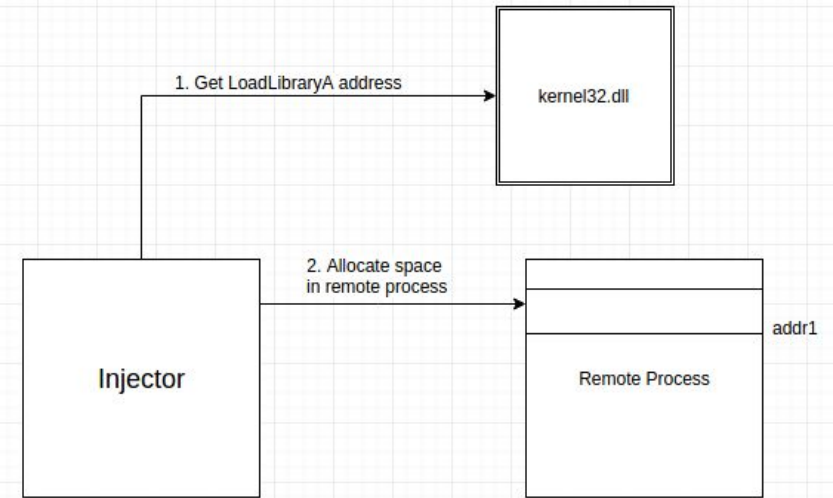 1. Get LoadLibraryA address
kernel32.dll
2. Allocate space
in remote process
addr1
Injector
Remote Process